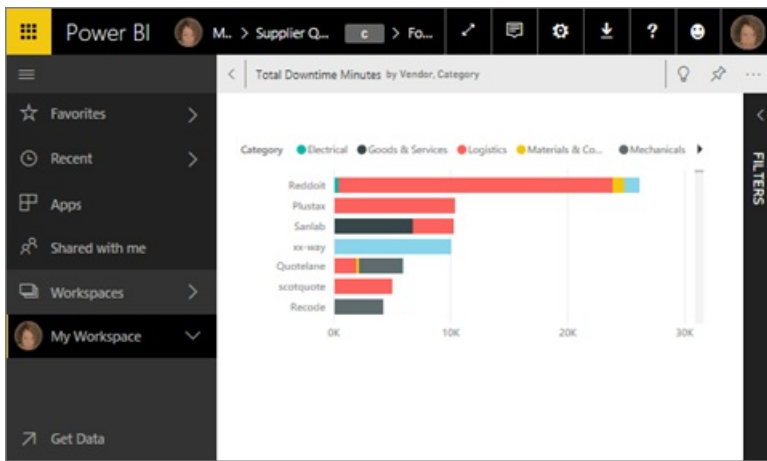 Power BI
M.. > Supplier Q... c > Fo...
?
Total Downtime Minutes by Vendor, Category
Favorites
Recent
Apps
Shared with me
Workspaces
My Workspace
Get Data
Category Electrical Goods & Services Logistics Materials & Co... Mechanicals
Reddoit
Plustax
Sanlab
xx-way
Quotelane
scotquote
Recode
0K 10K 20K 30K
FILTERS